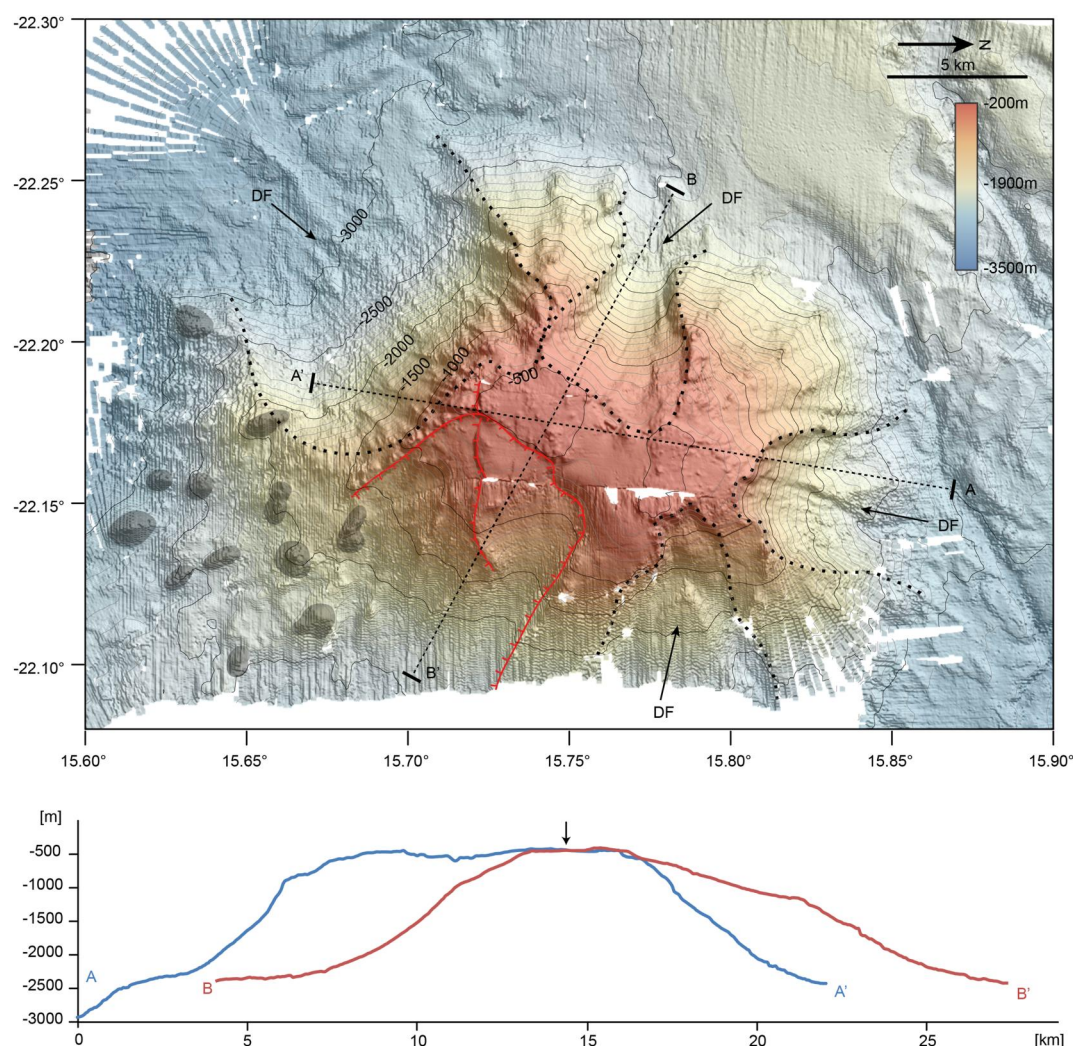 -22.30°
N
5 km
-200m
-1900m
-3500m
-22.25°
B
DF
DF
-3000
-2500
-22.20°
-2000
-1500
-1000
-500
A'
A
DF
-22.15°
-22.10°
B'
DF
15.60°
15.65°
15.70°
15.75°
15.80°
15.85°
15.90°
[m]
-500
-1000
-1500
-2000
-2500
-3000
A
B
A'
B'
0
5
10
15
20
25
[km]